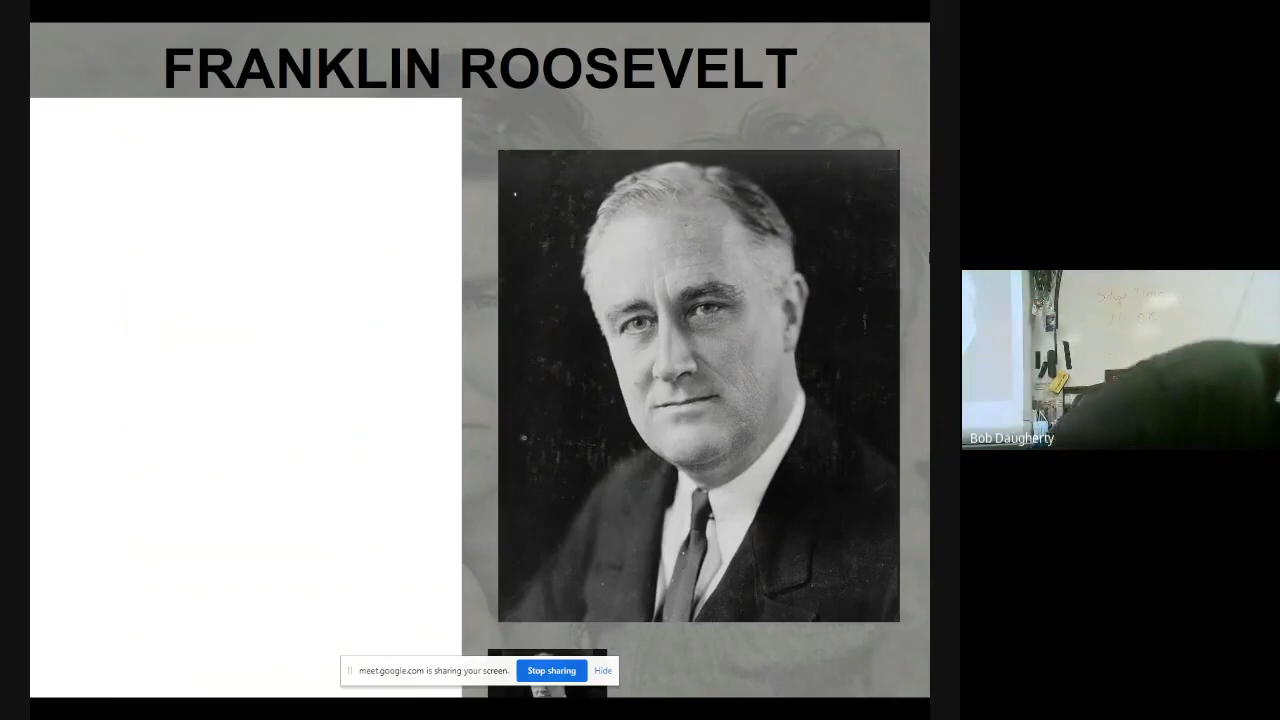 FRANKLIN ROOSEVELT
Bob Daugherty
meet.google.com is sharing your screen.
Stop sharing
Hide